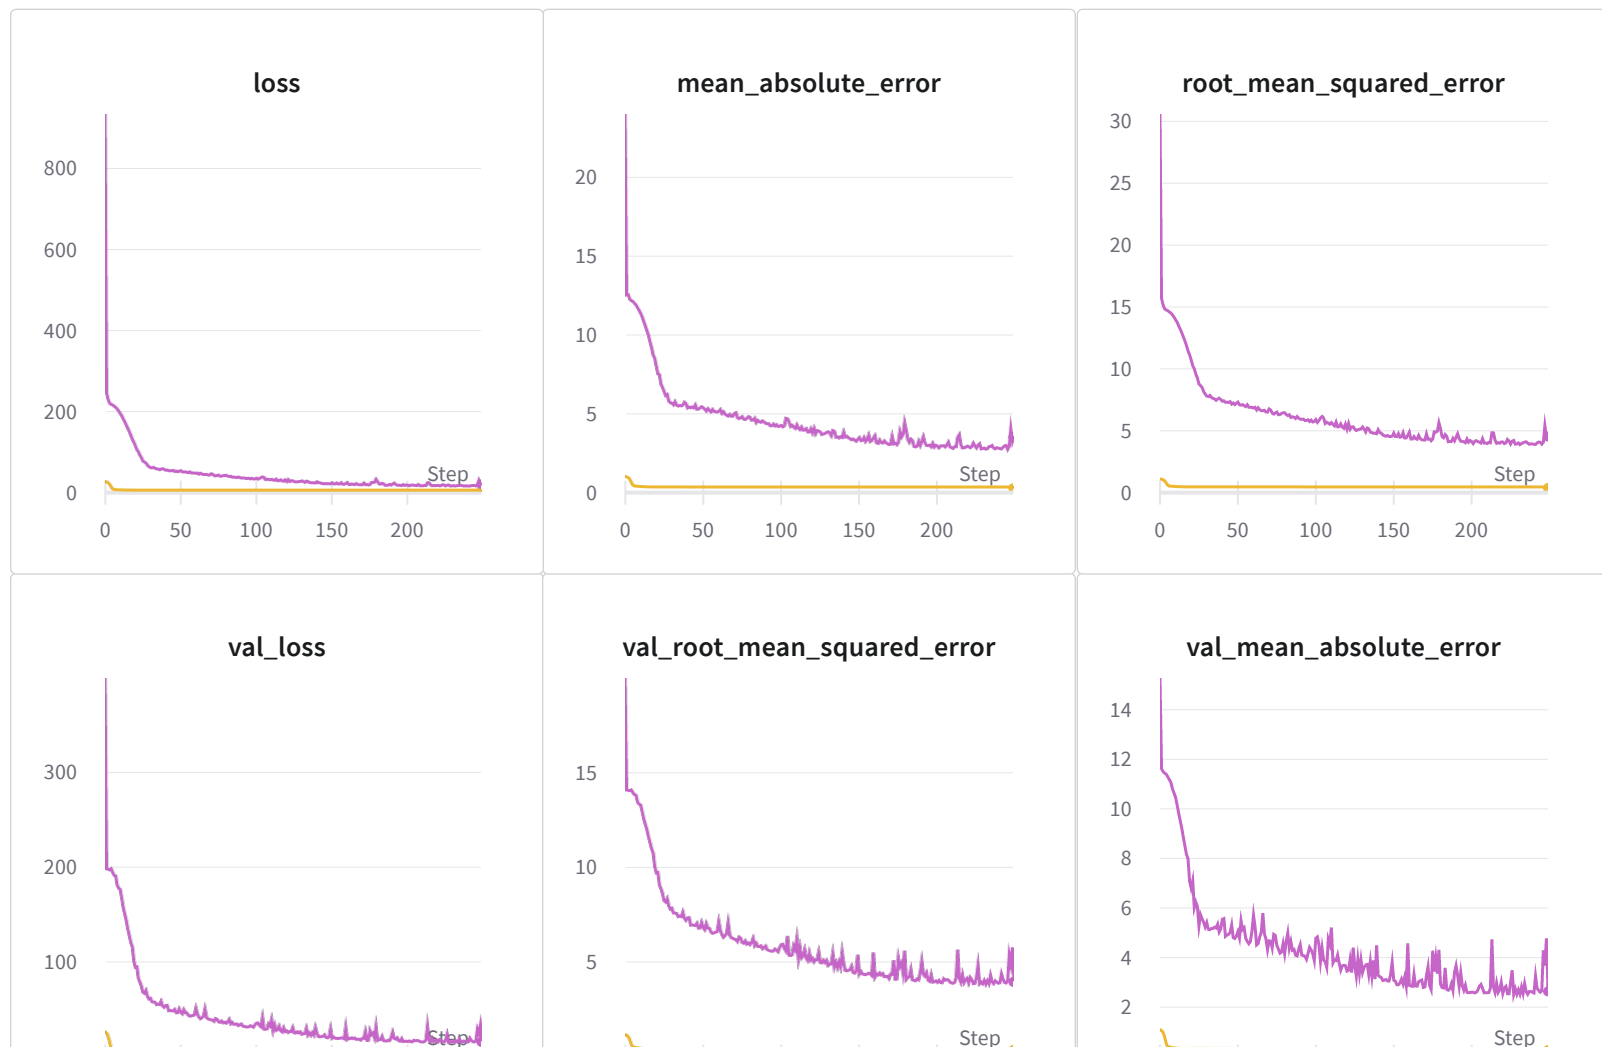 loss
800
600
400
200
0
Step
0 50 100 150 200
mean_absolute_error
20
15
10
5
0
Step
0 50 100 150 200
root_mean_squared_error
30
25
20
15
10
5
0
Step
0 50 100 150 200
val_loss
300
200
100
Step
val_root_mean_squared_error
15
10
5
Step
val_mean_absolute_error
14
12
10
8
6
4
2
Step